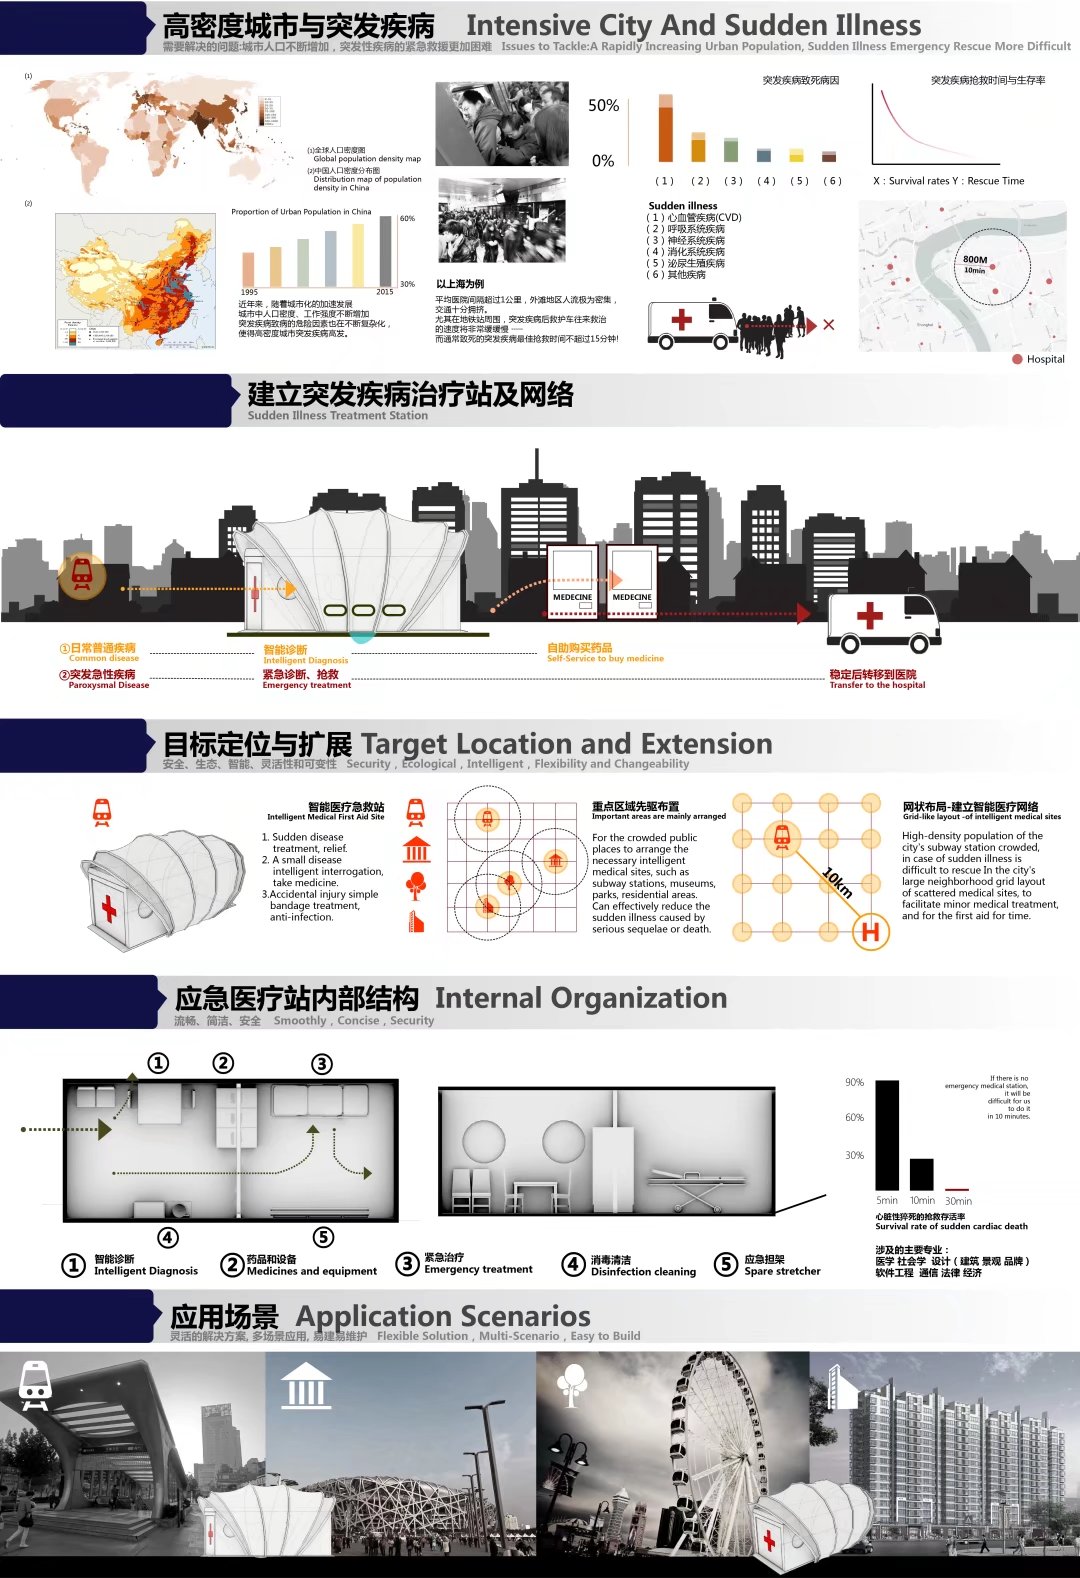 高密度城市与突发疾病 Intensive City And Sudden Illness
需要解决的问题:城市人口不断增加，突发性疾病的紧急救援更加困难 Issues to Tackle:A Rapidly Increasing Urban Population, Sudden Illness Emergency Rescue More Difficult
(1)
(1)全球人口密度图
Global population density map
(2)中国人口密度分布图
Distribution map of population
density in China
(2)
Proportion of Urban Population in China
60%
30%
1995
2015
近年来，随着城市化的加速发展
城市中人口密度、工作强度不断增加
突发疾病致病的危险因素也在不断复杂化，
使得高密度城市突发疾病高发。
以上海为例
平均医院间隔超过1公里，外滩地区人流极为密集，
交通十分拥挤。
尤其在地铁站周围，突发疾病后救护车往来救治
的速度将非常缓缓慢 ----
而通常致死的突发疾病最佳抢救时间不超过15分钟!
突发疾病致死病因
50%
0%
(1) (2) (3) (4) (5) (6)
Sudden illness
(1)心血管疾病(CVD)
(2)呼吸系统疾病
(3)神经系统疾病
(4)消化系统疾病
(5)泌尿生殖疾病
(6)其他疾病
突发疾病抢救时间与生存率
X：Survival rates Y：Rescue Time
800M
10min
Shanghai
Hospital
建立突发疾病治疗站及网络
Sudden Illness Treatment Station
MEDECINE
MEDECINE
①日常普通疾病
Common disease
智能诊断
Intelligent Diagnosis
自助购买药品
Self-Service to buy medicine
②突发急性疾病
Paroxysmal Disease
紧急诊断、抢救
Emergency treatment
稳定后转移到医院
Transfer to the hospital
目标定位与扩展 Target Location and Extension
安全、生态、智能、灵活性和可变性 Security，Ecological，Intelligent，Flexibility and Changeability
智能医疗急救站
Intelligent Medical First Aid Site
1. Sudden disease
treatment, relief.
2. A small disease
intelligent interrogation,
take medicine.
3.Accidental injury simple
bandage treatment,
anti-infection.
重点区域先驱布置
Important areas are mainly arranged
For the crowded public
places to arrange the
necessary intelligent
medical sites, such as
subway stations, museums,
parks, residential areas.
Can effectively reduce the
sudden illness caused by
serious sequelae or death.
10km
H
网状布局-建立智能医疗网络
Grid-like layout -of intelligent medical sites
High-density population of the
city's subway station crowded,
in case of sudden illness is
difficult to rescue In the city's
large neighborhood grid layout
of scattered medical sites, to
facilitate minor medical treatment,
and for the first aid for time.
应急医疗站内部结构 Internal Organization
流畅、简洁、安全 Smoothly，Concise，Security
① ② ③
④ ⑤
① 智能诊断
Intelligent Diagnosis
② 药品和设备
Medicines and equipment
③ 紧急治疗
Emergency treatment
④ 消毒清洁
Disinfection cleaning
⑤ 应急担架
Spare stretcher
If there is no
emergency medical station,
it will be
difficult for us
to do it
in 10 minutes.
90%
60%
30%
5min 10min 30min
心脏性猝死的抢救存活率
Survival rate of sudden cardiac death
涉及的主要专业：
医学 社会学 设计（建筑 景观 品牌）
软件工程 通信 法律 经济
应用场景 Application Scenarios
灵活的解决方案, 多场景应用, 易建易维护 Flexible Solution，Multi-Scenario，Easy to Build